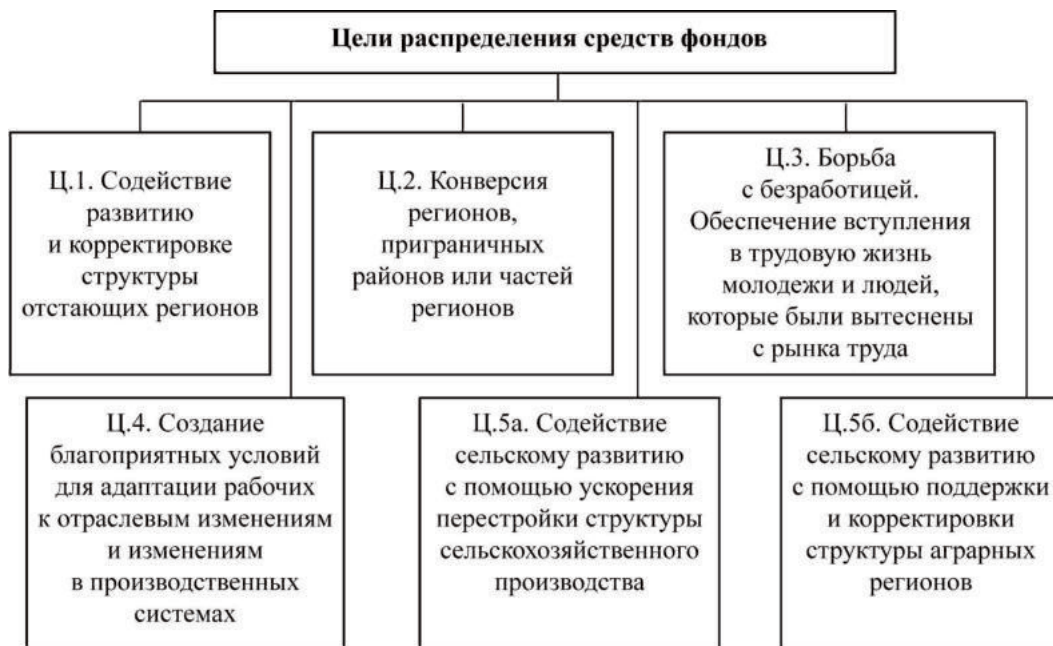 Цели распределения средств фондов
Ц.1. Содействие
развитию
и корректировке
структуры
отстающих регионов
Ц.2. Конверсия
регионов,
приграничных
районов или частей
регионов
Ц.3. Борьба
с безработицей.
Обеспечение вступления
в трудовую жизнь
молодежи и людей,
которые были вытеснены
с рынка труда
Ц.4. Создание
благоприятных условий
для адаптации рабочих
к отраслевым изменениям
и изменениям
в производственных
системах
Ц.5а. Содействие
сельскому развитию
с помощью ускорения
перестройки структуры
сельскохозяйственного
производства
Ц.5б. Содействие
сельскому развитию
с помощью поддержки
и корректировки
структуры аграрных
регионов